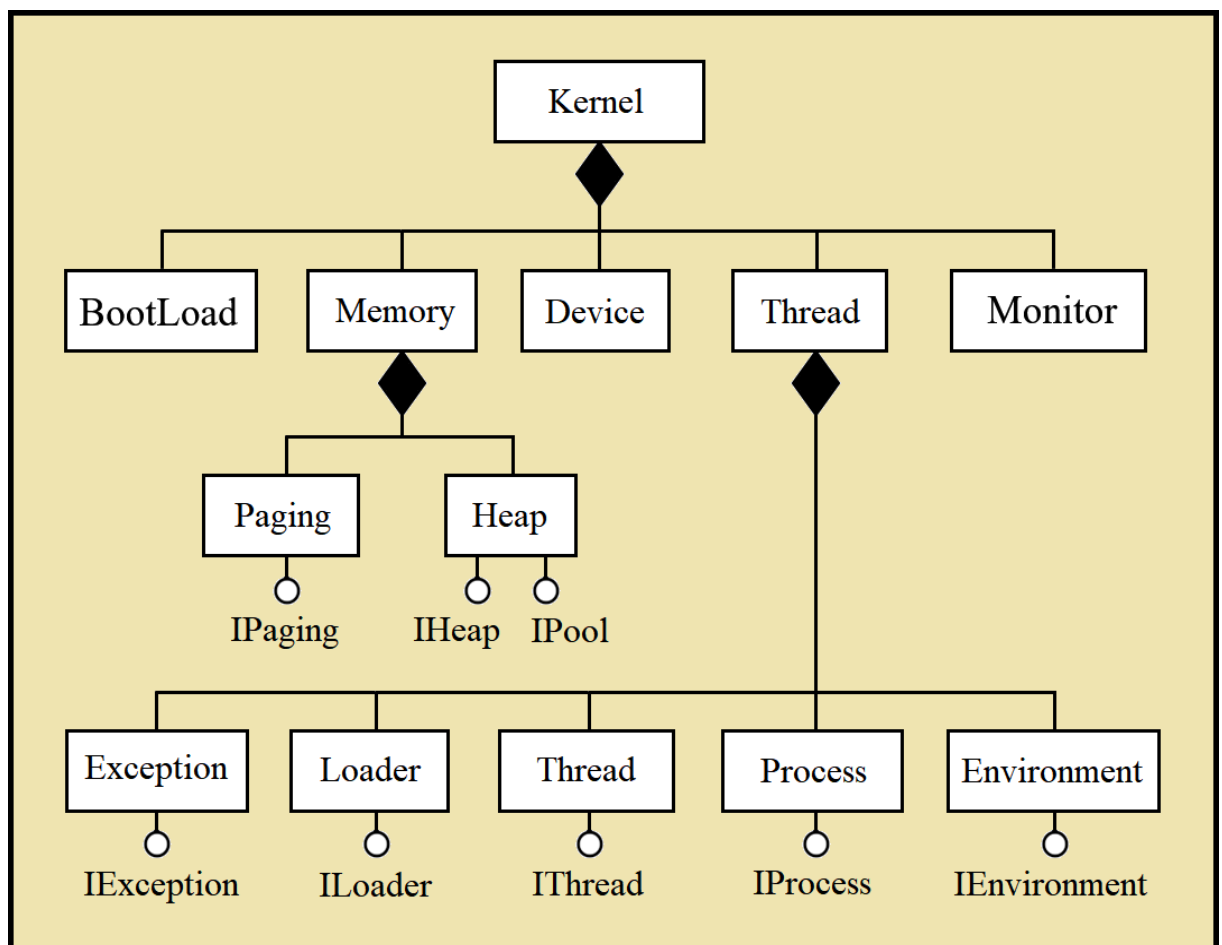 Kernel
BootLoad
Memory
Device
Thread
Monitor
Paging
Heap
IPaging
IHeap
IPool
Exception
Loader
Thread
Process
Environment
IException
ILoader
IThread
IProcess
IEnvironment